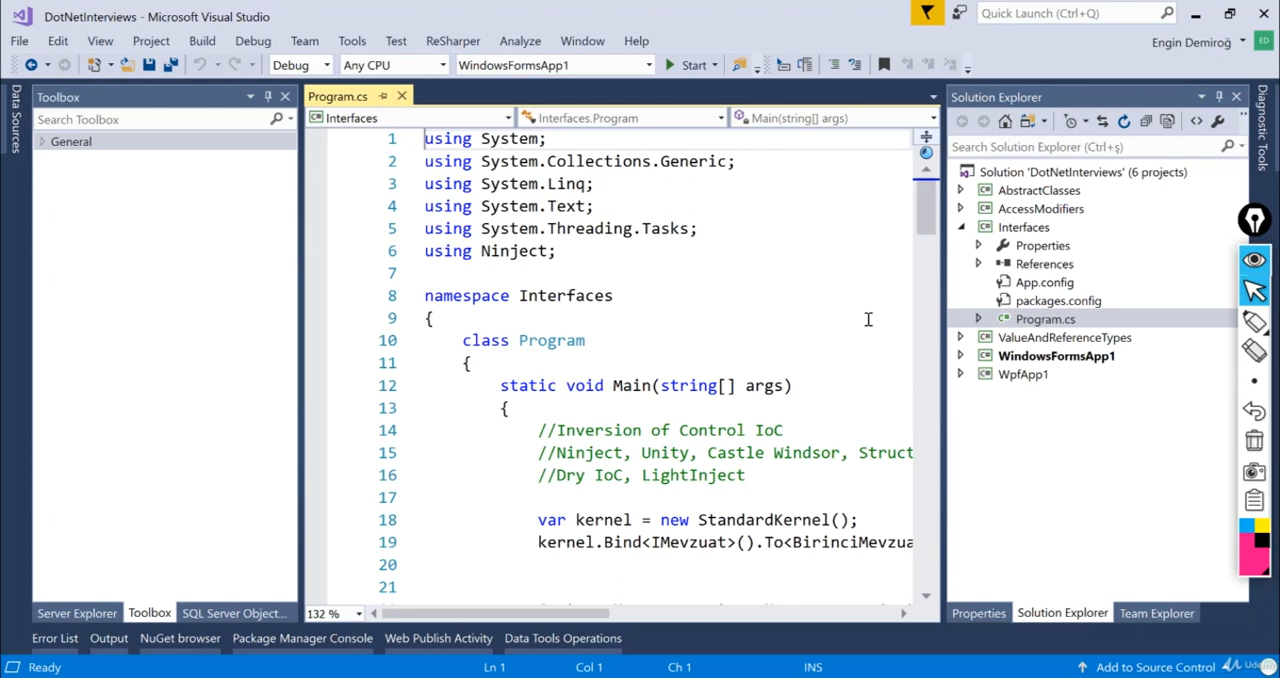 DotNetInterviews - Microsoft Visual Studio
Quick Launch (Ctrl+Q)
File Edit View Project Build Debug Team Tools Test ReSharper Analyze Window Help
Engin Demiroğ ED
Debug Any CPU WindowsFormsApp1 Start
Data Sources
Toolbox
Search Toolbox
General
Program.cs
Interfaces Interfaces.Program Main(string[] args)
1 using System;
2 using System.Collections.Generic;
3 using System.Linq;
4 using System.Text;
5 using System.Threading.Tasks;
6 using Ninject;
7
8 namespace Interfaces
9 {
10 class Program
11 {
12 static void Main(string[] args)
13 {
14 //Inversion of Control IoC
15 //Ninject, Unity, Castle Windsor, Struct
16 //Dry IoC, LightInject
17
18 var kernel = new StandardKernel();
19 kernel.Bind<IMevzuat>().To<BirinciMevzua
20
21
132 %
Solution Explorer
Search Solution Explorer (Ctrl+ş)
Solution 'DotNetInterviews' (6 projects)
C# AbstractClasses
C# AccessModifiers
C# Interfaces
Properties
References
App.config
packages.config
C# Program.cs
C# ValueAndReferenceTypes
C# WindowsFormsApp1
C# WpfApp1
Diagnostic Tools
Server Explorer Toolbox SQL Server Object...
Properties Solution Explorer Team Explorer
Error List Output NuGet browser Package Manager Console Web Publish Activity Data Tools Operations
Ready Ln 1 Col 1 Ch 1 INS Add to Source Control
Udemy